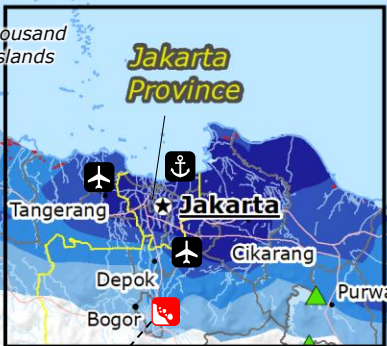 ousand
slands
Jakarta
Province
Tangerang
Jakarta
Cikarang
Depok
Purwa
Bogor